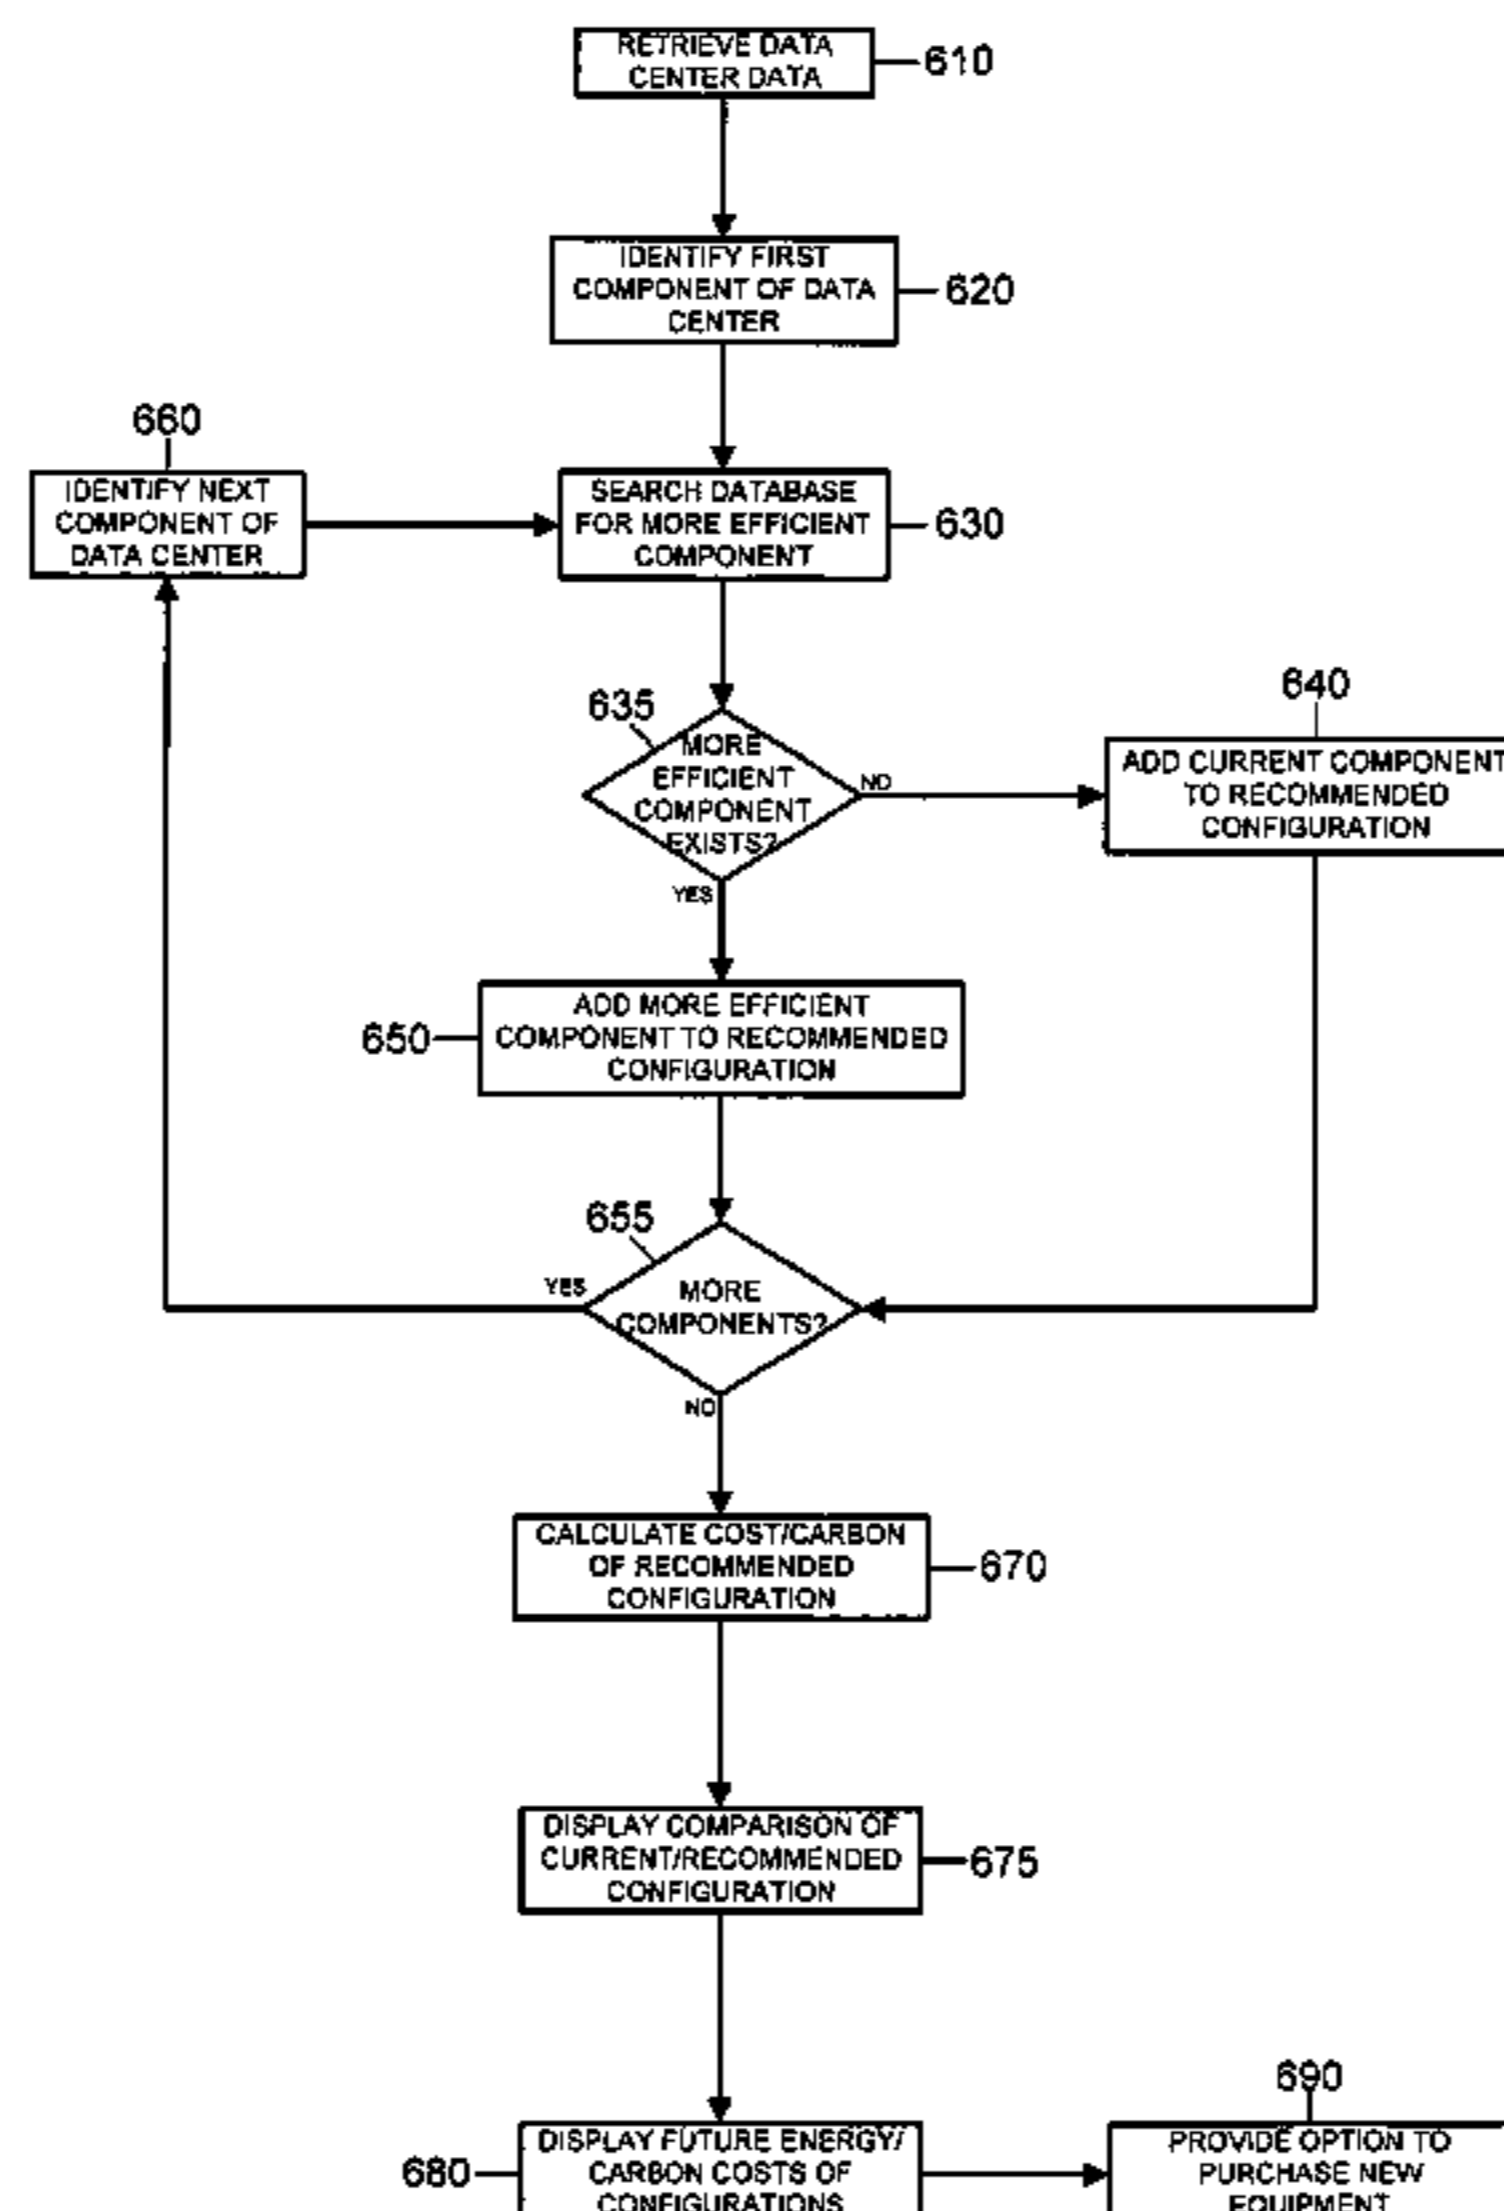 RETRIEVE DATA
CENTER DATA
610
IDENTIFY FIRST
COMPONENT OF DATA
CENTER
620
660
IDENTIFY NEXT
COMPONENT OF
DATA CENTER
SEARCH DATABASE
FOR MORE EFFICIENT
COMPONENT
630
635
MORE
EFFICIENT
COMPONENT
EXISTS?
NO
YES
640
ADD CURRENT COMPONENT
TO RECOMMENDED
CONFIGURATION
650
ADD MORE EFFICIENT
COMPONENT TO RECOMMENDED
CONFIGURATION
655
YES
MORE
COMPONENTS?
NO
CALCULATE COST/CARBON
OF RECOMMENDED
CONFIGURATION
670
DISPLAY COMPARISON OF
CURRENT/RECOMMENDED
CONFIGURATION
675
680
DISPLAY FUTURE ENERGY/
CARBON COSTS OF
CONFIGURATIONS
690
PROVIDE OPTION TO
PURCHASE NEW
EQUIPMENT